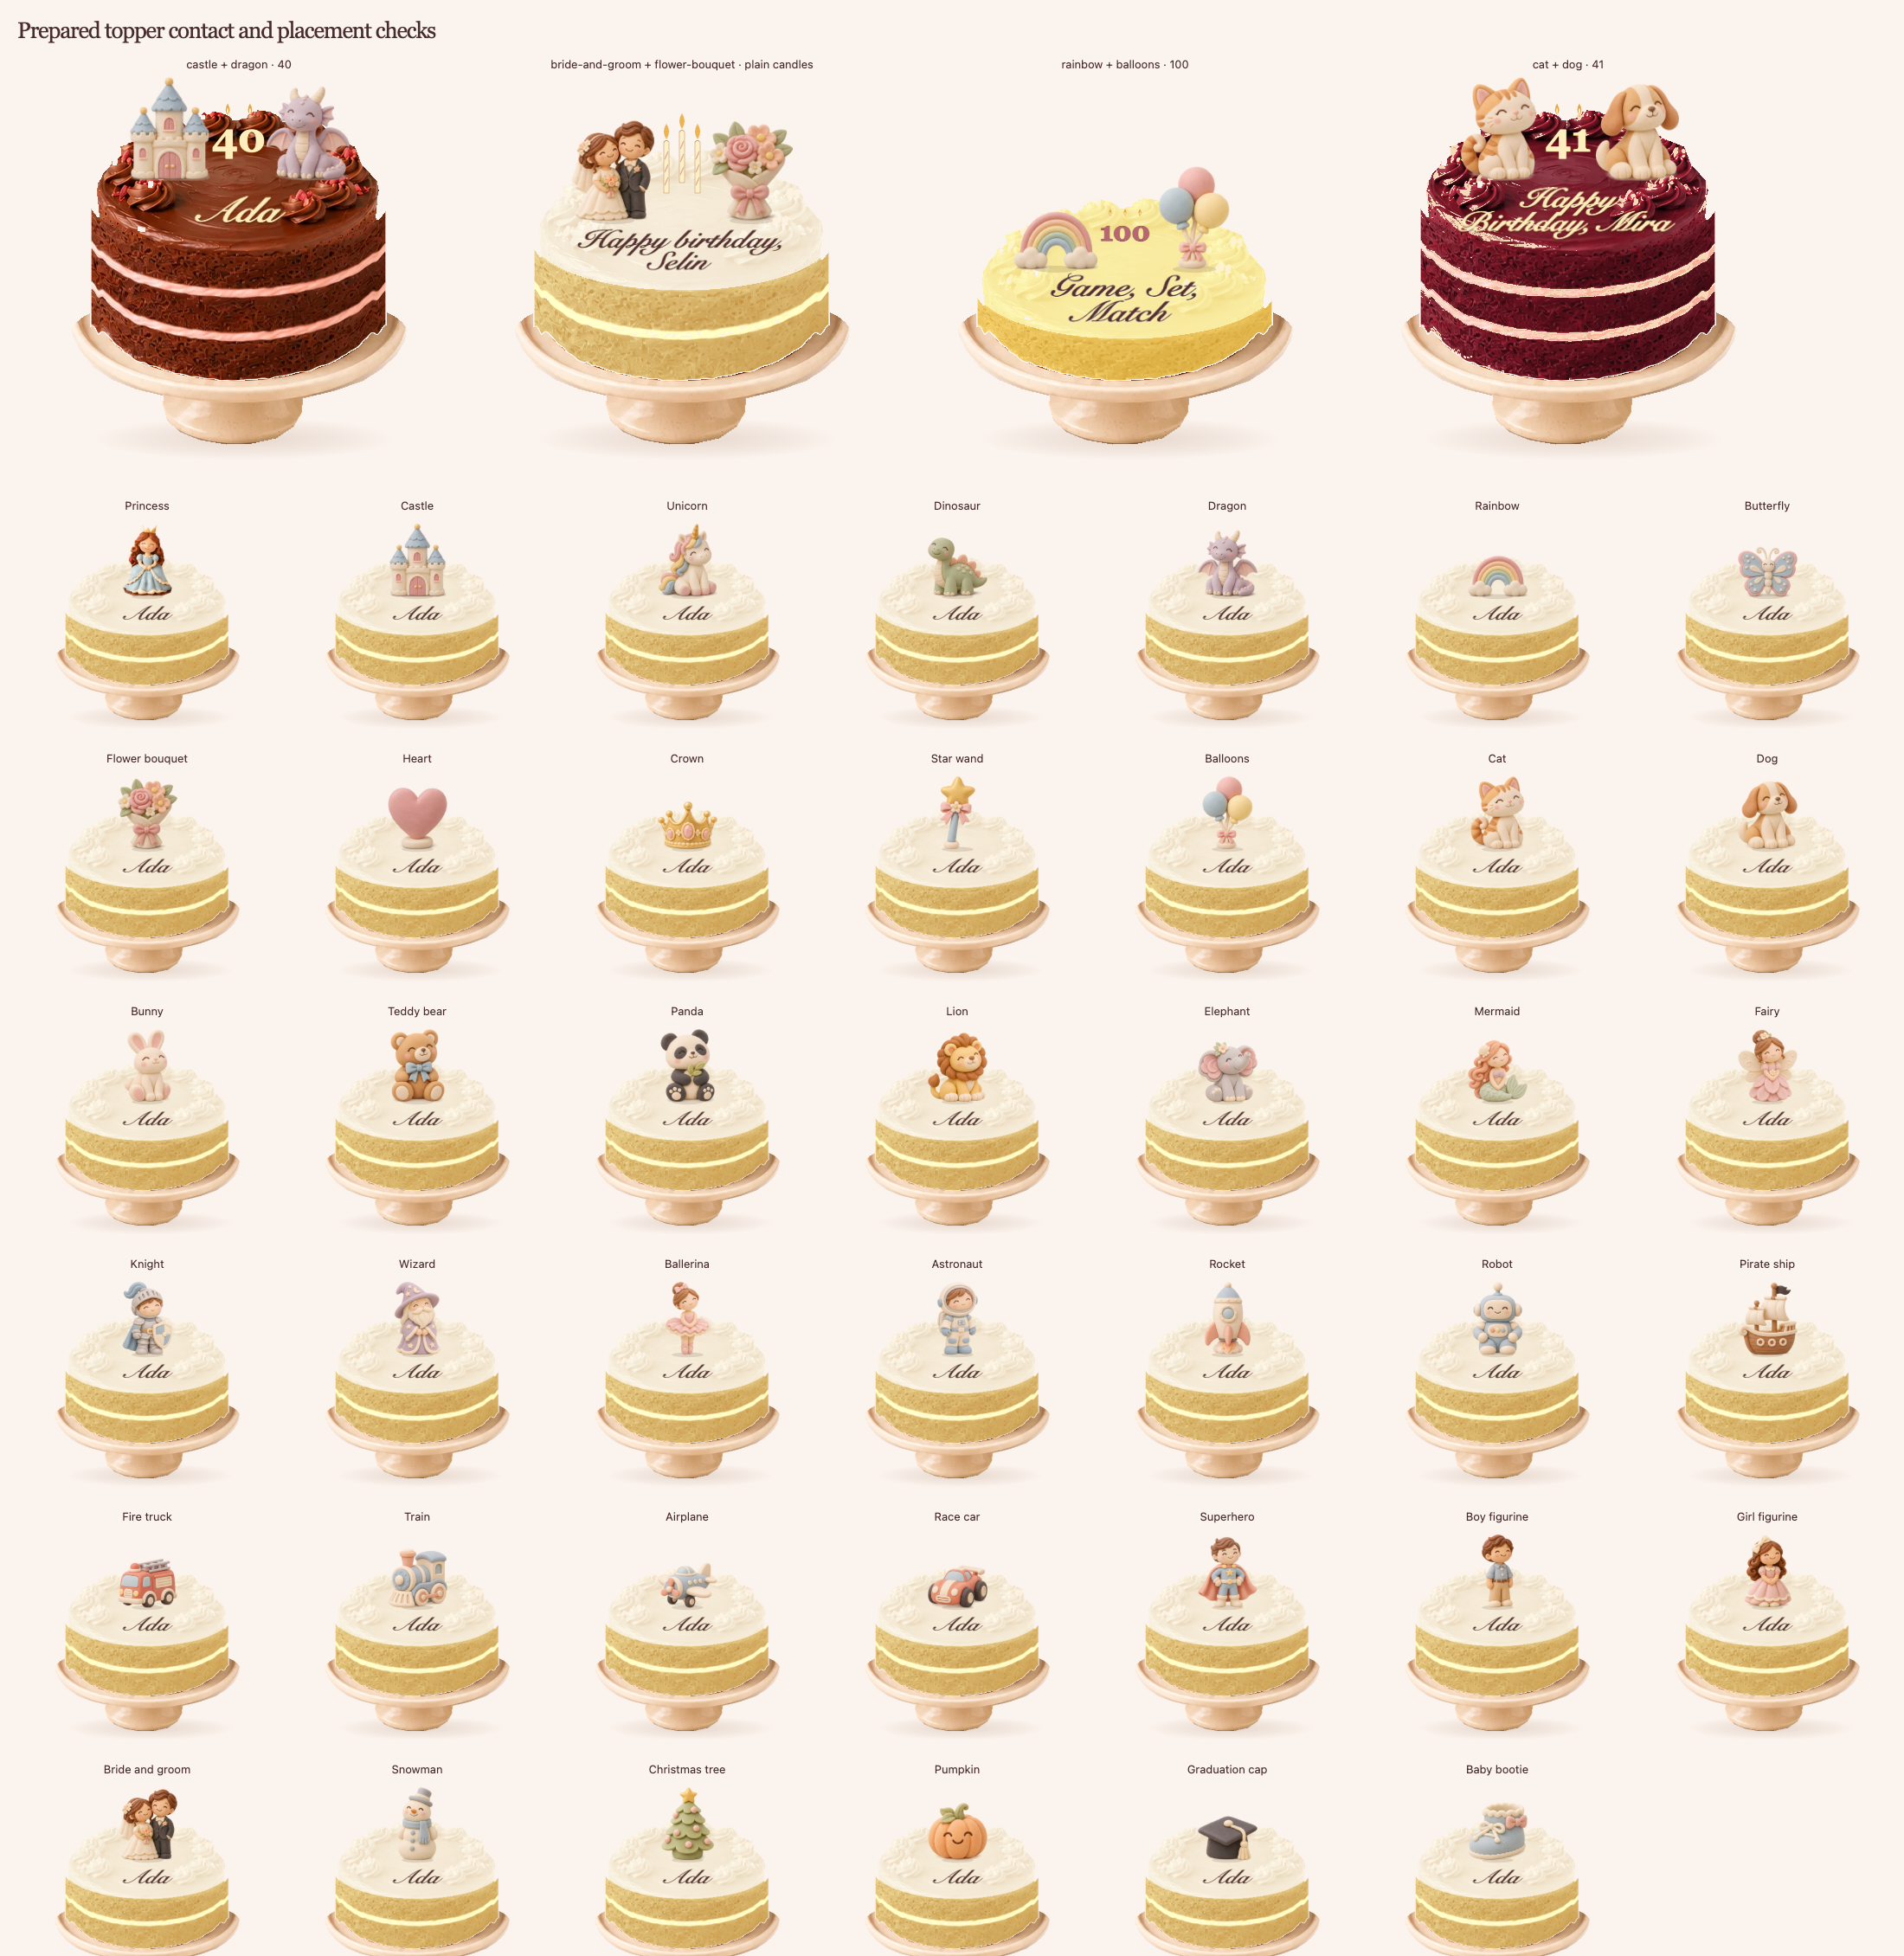 Prepared topper contact and placement checks
castle + dragon · 40
bride-and-groom + flower-bouquet · plain candles
rainbow + balloons · 100
cat + dog · 41
40
Ada
Happy birthday,
Selin
100
Game, Set,
Match
41
Happy
Birthday, Mira
Princess
Castle
Unicorn
Dinosaur
Dragon
Rainbow
Butterfly
Ada
Ada
Ada
Ada
Ada
Ada
Ada
Flower bouquet
Heart
Crown
Star wand
Balloons
Cat
Dog
Ada
Ada
Ada
Ada
Ada
Ada
Ada
Bunny
Teddy bear
Panda
Lion
Elephant
Mermaid
Fairy
Ada
Ada
Ada
Ada
Ada
Ada
Ada
Knight
Wizard
Ballerina
Astronaut
Rocket
Robot
Pirate ship
Ada
Ada
Ada
Ada
Ada
Ada
Ada
Fire truck
Train
Airplane
Race car
Superhero
Boy figurine
Girl figurine
Ada
Ada
Ada
Ada
Ada
Ada
Ada
Bride and groom
Snowman
Christmas tree
Pumpkin
Graduation cap
Baby bootie
Ada
Ada
Ada
Ada
Ada
Ada